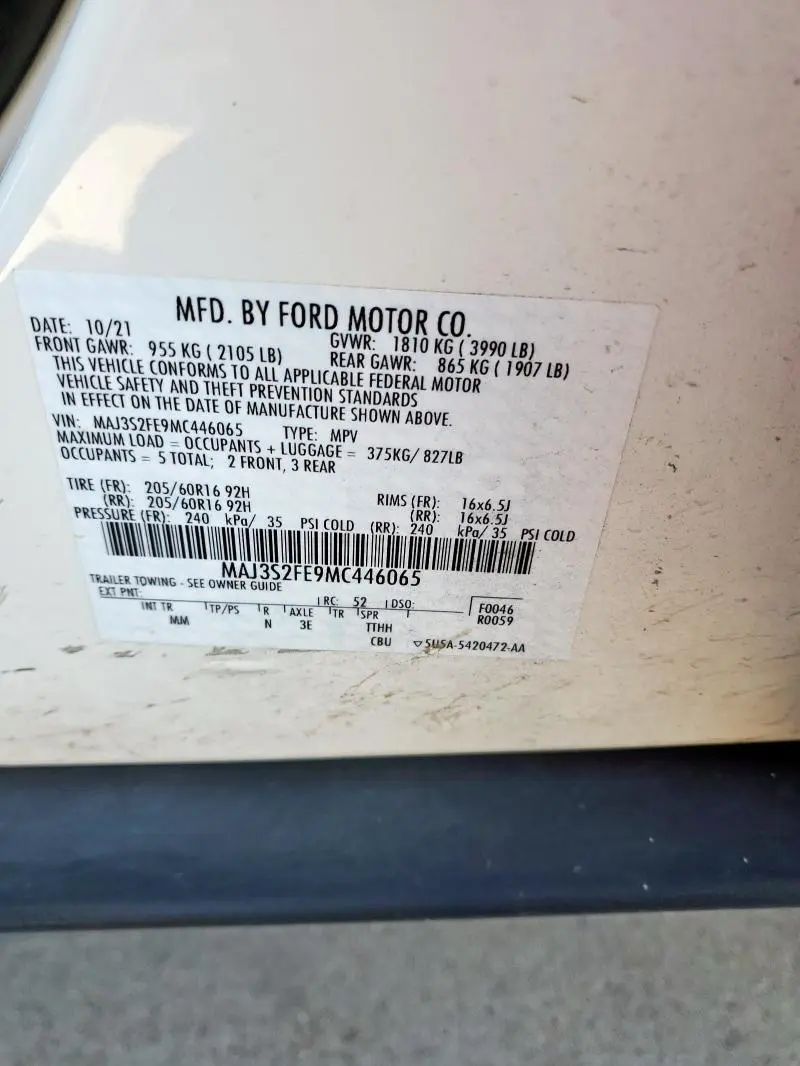 MFD. BY FORD MOTOR CO.
DATE: 10/21 GVWR: 1810 KG ( 3990 LB)
FRONT GAWR: 955 KG ( 2105 LB) REAR GAWR: 865 KG ( 1907 LB)
THIS VEHICLE CONFORMS TO ALL APPLICABLE FEDERAL MOTOR
VEHICLE SAFETY AND THEFT PREVENTION STANDARDS
IN EFFECT ON THE DATE OF MANUFACTURE SHOWN ABOVE.
VIN: MAJ3S2FE9MC446065 TYPE: MPV
MAXIMUM LOAD = OCCUPANTS + LUGGAGE = 375KG/ 827LB
OCCUPANTS = 5 TOTAL; 2 FRONT, 3 REAR
TIRE (FR): 205/60R16 92H RIMS (FR): 16x6.5J
(RR): 205/60R16 92H (RR): 16x6.5J
PRESSURE (FR): 240 kPa/ 35 PSI COLD (RR): 240 kPa/ 35 PSI COLD
MAJ3S2FE9MC446065
TRAILER TOWING - SEE OWNER GUIDE
EXT PNT: RC: 52 DSO: F0046
INT TR TP/PS R AXLE TR SPR R0059
MM N 3E TTHH
CBU 5U5A-5420472-AA